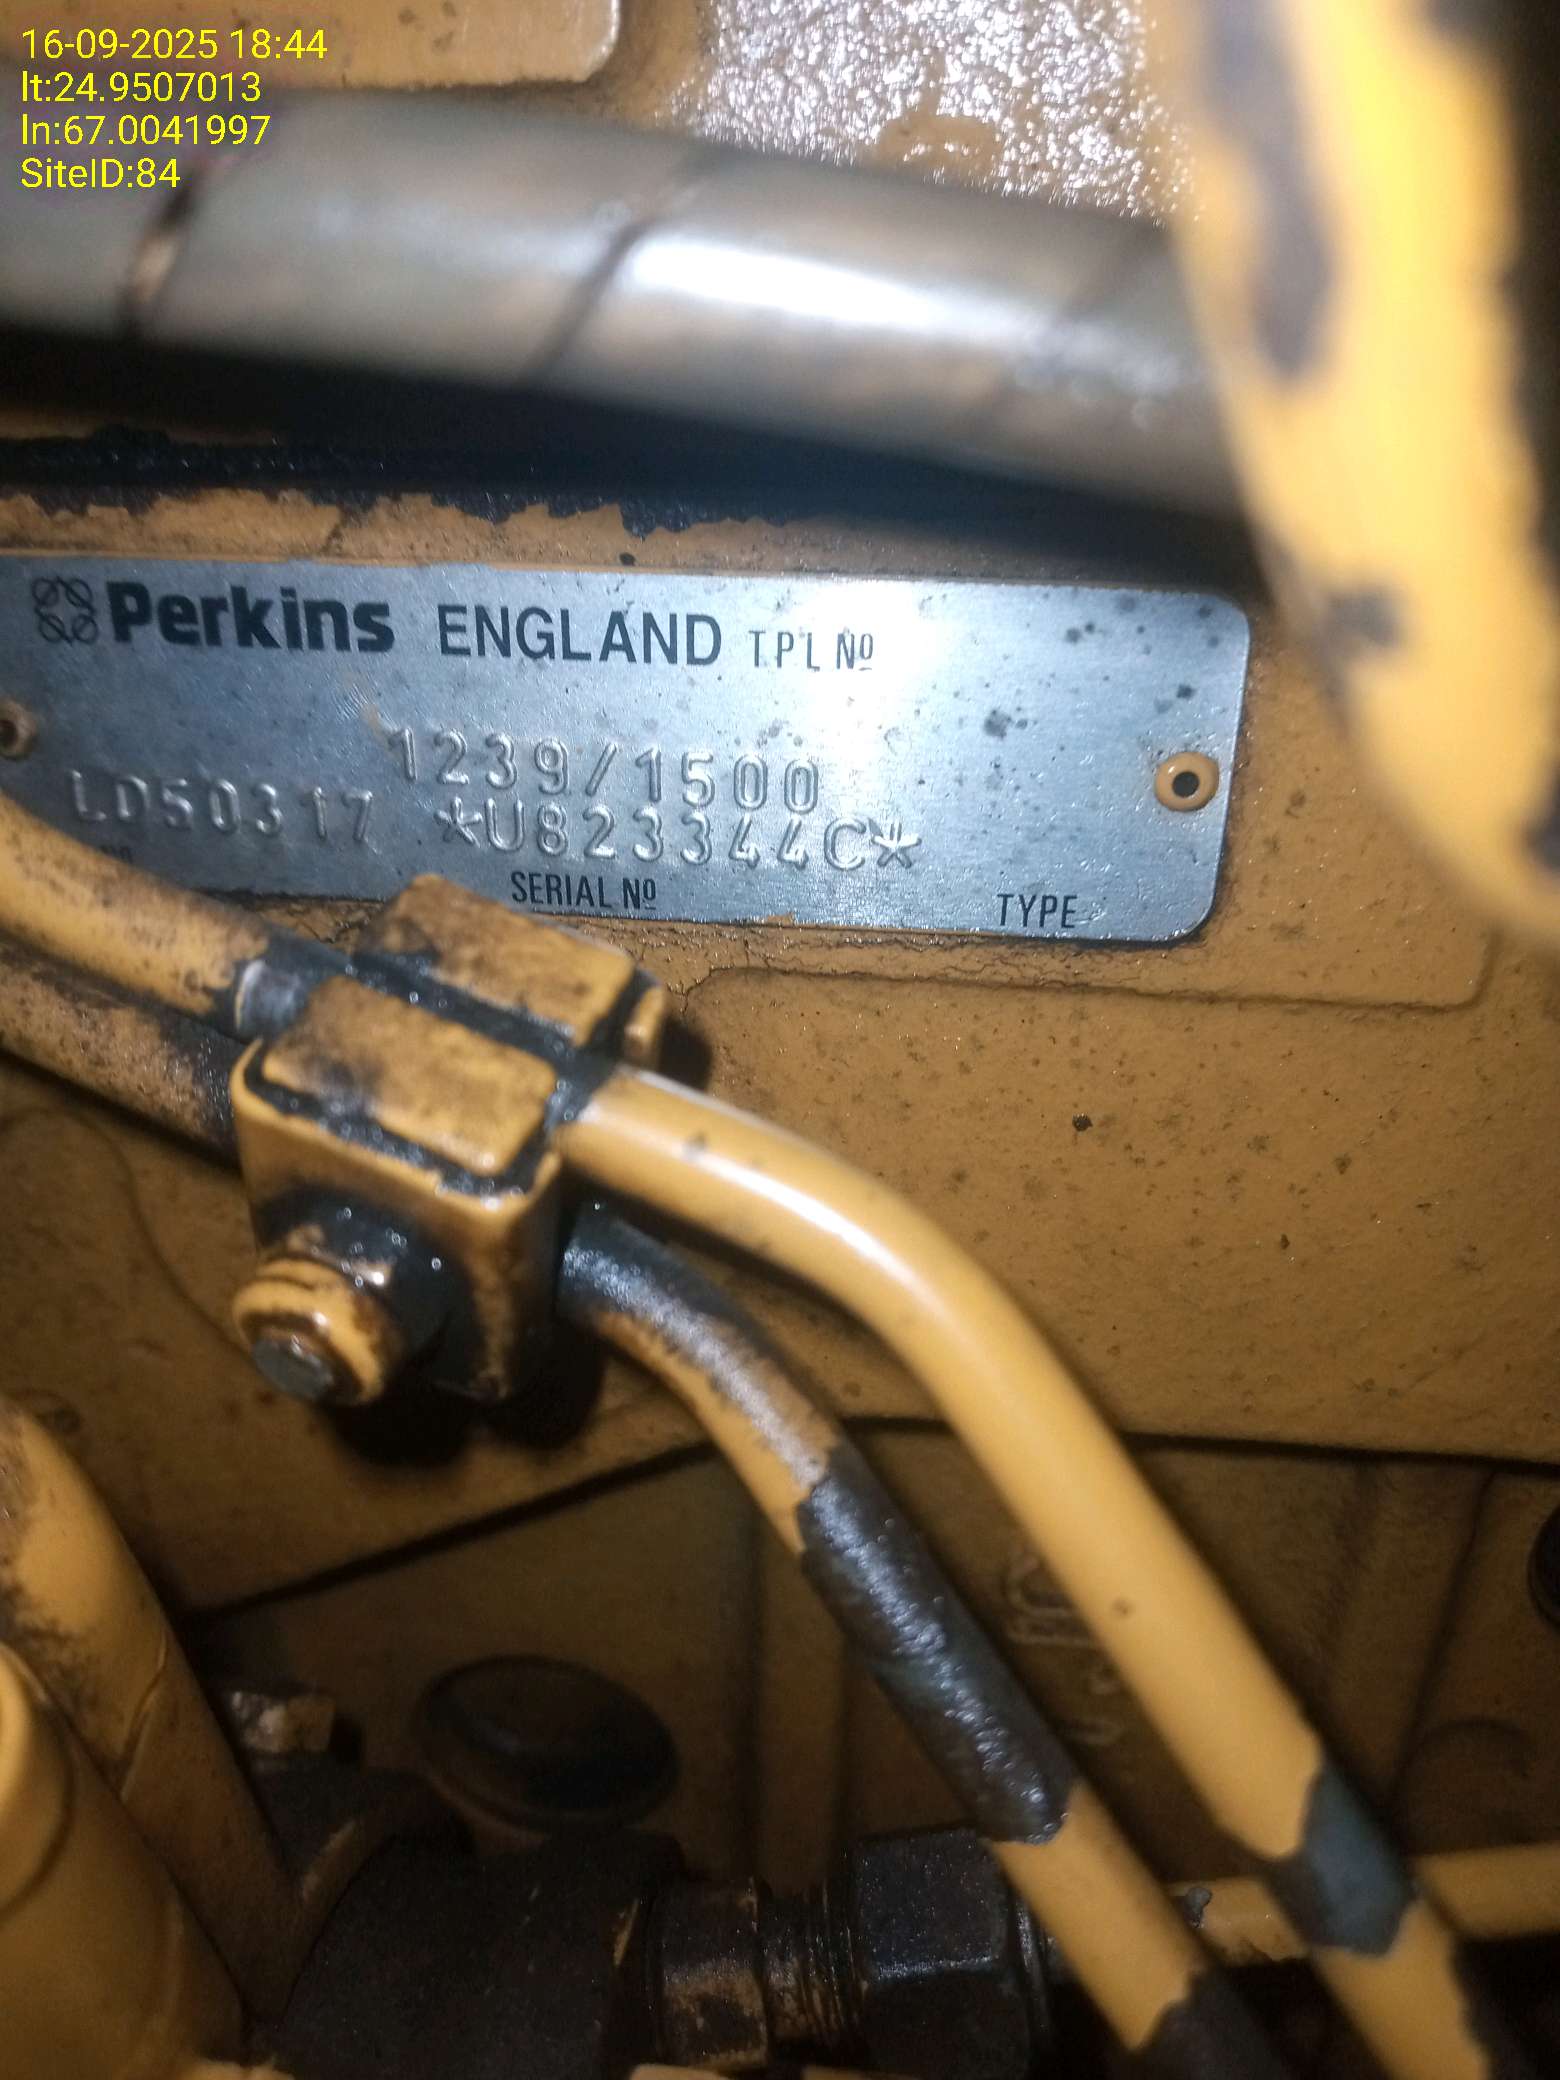 16-09-2025 18:44
lt:24.9507013
ln:67.0041997
SiteID:84
Perkins ENGLAND T.P.L Nº
1239/1500
LD50317 *U823344C*
SERIAL Nº TYPE